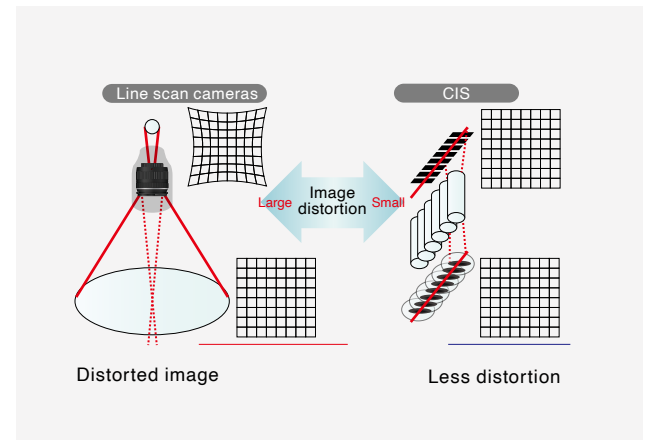 Line scan cameras
CIS
Large
Image
distortion
Small
Distorted image
Less distortion